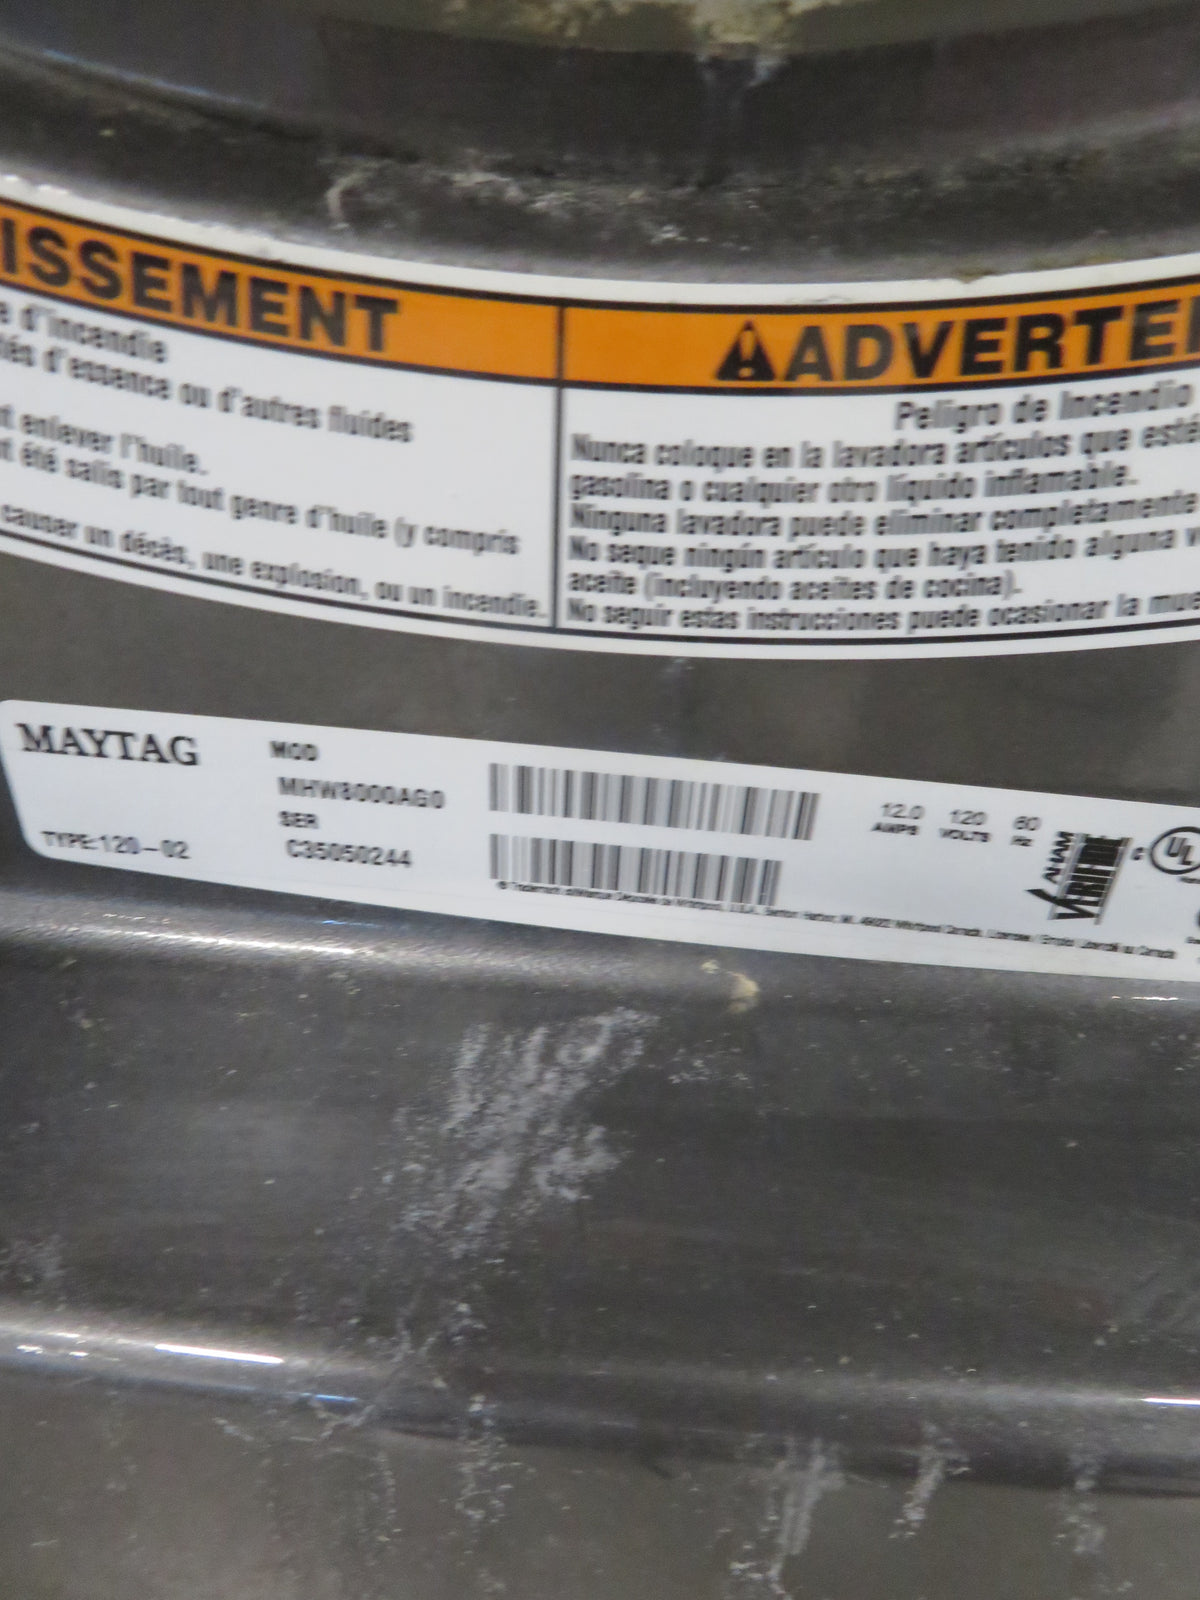 ISSEMENT
e d'incendie
lés d'essence ou d'autres fluides
t enlever l'huile.
t été salis par tout genre d'huile (y compris
causer un décès, une explosion, ou un incendie.
ADVERTE
Peligro de Incendio
Nunca coloque en la lavadora artículos que esté
gasolina o cualquier otro líquido inflamable.
Ninguna lavadora puede eliminar completamente
No seque ningún artículo que haya tenido alguna v
aceite (incluyendo aceites de cocina).
No seguir estas instrucciones puede ocasionar la mue
MAYTAG
TYPE:120-02
MOD
MHW8000AG0
SER
C35050244
12.0 120 60
AMPS VOLTS Hz
AHAM
VERIFIDE
C UL